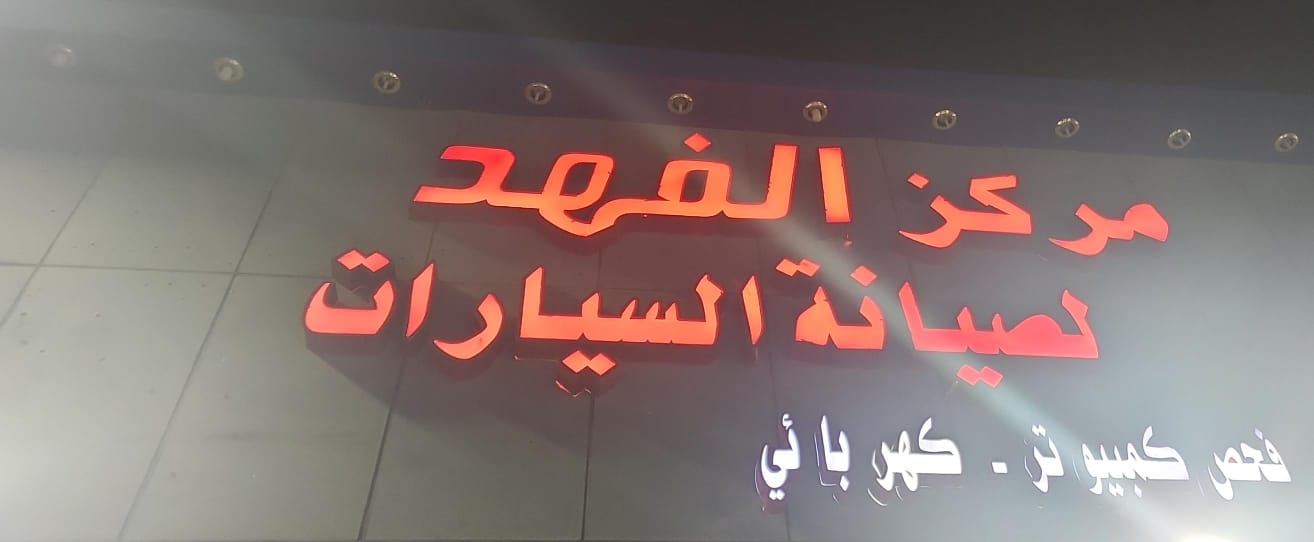 مركز الفهد
لصيانة السيارات
فحص كمبيوتر - كهربائي